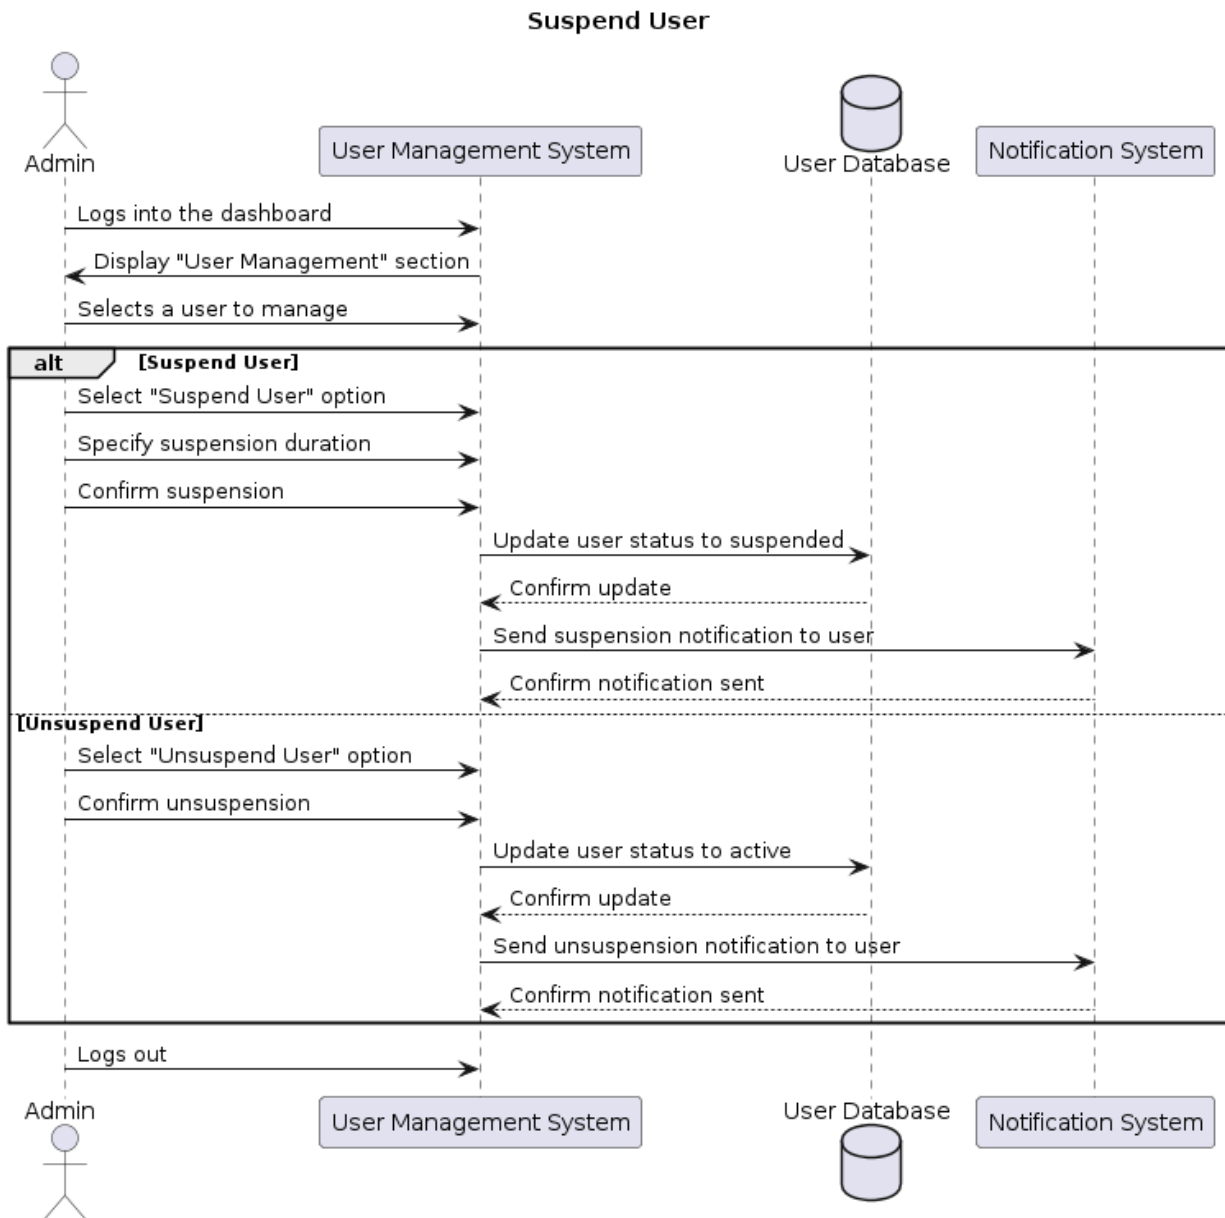 Suspend User
Admin
User Management System
User Database
Notification System
Logs into the dashboard
Display "User Management" section
Selects a user to manage
alt
[Suspend User]
Select "Suspend User" option
Specify suspension duration
Confirm suspension
Update user status to suspended
Confirm update
Send suspension notification to user
Confirm notification sent
[Unsuspend User]
Select "Unsuspend User" option
Confirm unsuspension
Update user status to active
Confirm update
Send unsuspension notification to user
Confirm notification sent
Logs out
Admin
User Management System
User Database
Notification System